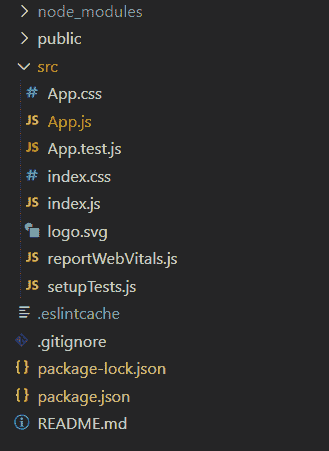 node_modules
public
src
# App.css
JS App.js
JS App.test.js
# index.css
JS index.js
logo.svg
JS reportWebVitals.js
JS setupTests.js
.eslintcache
.gitignore
{} package-lock.json
{} package.json
README.md